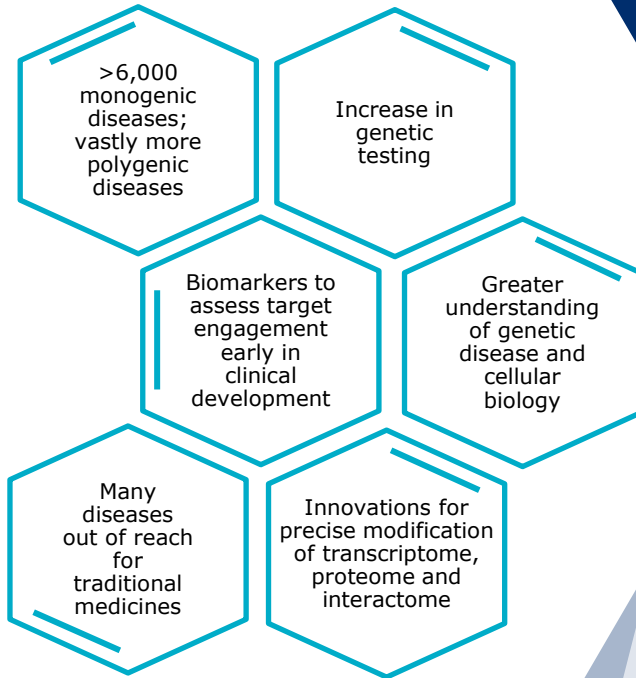 >6,000
monogenic
diseases;
vastly more
polygenic
diseases
Increase in
genetic
testing
Biomarkers to
assess target
engagement
early in
clinical
development
Greater
understanding
of genetic
disease and
cellular
biology
Many
diseases
out of reach
for
traditional
medicines
Innovations for
precise modification
of transcriptome,
proteome and
interactome